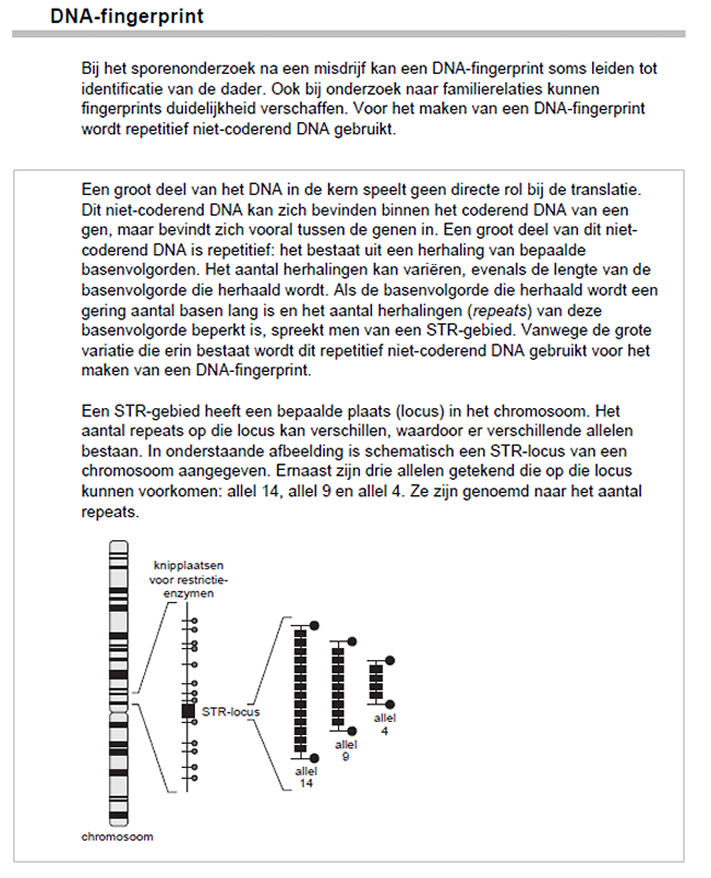 DNA-fingerprint
Bij het sporenonderzoek na een misdrijf kan een DNA-fingerprint soms leiden tot
identificatie van de dader. Ook bij onderzoek naar familierelaties kunnen
fingerprints duidelijkheid verschaffen. Voor het maken van een DNA-fingerprint
wordt repetitief niet-coderend DNA gebruikt.
Een groot deel van het DNA in de kern speelt geen directe rol bij de translatie.
Dit niet-coderend DNA kan zich bevinden binnen het coderend DNA van een
gen, maar bevindt zich vooral tussen de genen in. Een groot deel van dit niet-
coderend DNA is repetitief: het bestaat uit een herhaling van bepaalde
basenvolgorden. Het aantal herhalingen kan variëren, evenals de lengte van de
basenvolgorde die herhaald wordt. Als de basenvolgorde die herhaald wordt een
gering aantal basen lang is en het aantal herhalingen (repeats) van deze
basenvolgorde beperkt is, spreekt men van een STR-gebied. Vanwege de grote
variatie die erin bestaat wordt dit repetitief niet-coderend DNA gebruikt voor het
maken van een DNA-fingerprint.
Een STR-gebied heeft een bepaalde plaats (locus) in het chromosoom. Het
aantal repeats op die locus kan verschillen, waardoor er verschillende allelen
bestaan. In onderstaande afbeelding is schematisch een STR-locus van een
chromosoom aangegeven. Ernaast zijn drie allelen getekend die op die locus
kunnen voorkomen: allel 14, allel 9 en allel 4. Ze zijn genoemd naar het aantal
repeats.
knipplaatsen
voor restrictie-
enzymen
STR-locus
allel
14
allel
9
allel
4
chromosoom